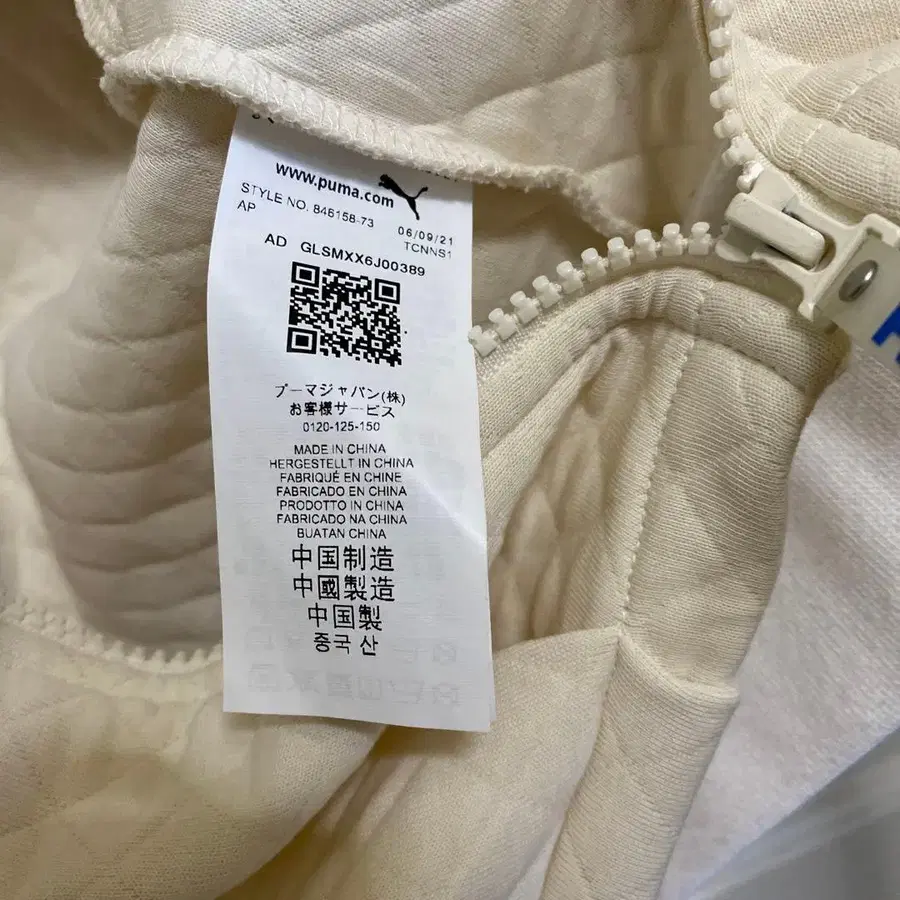 www.puma.com
STYLE NO. 846158-73
AP
06/09/21
TCNNS1
AD GLSMXX6J00389
プーマジャパン(株)
お客様サービス
0120-125-150
MADE IN CHINA
HERGESTELLT IN CHINA
FABRIQUÉ EN CHINE
FABRICADO EN CHINA
PRODOTTO IN CHINA
FABRICADO NA CHINA
BUATAN CHINA
中国制造
中國製造
中国製
중국 산